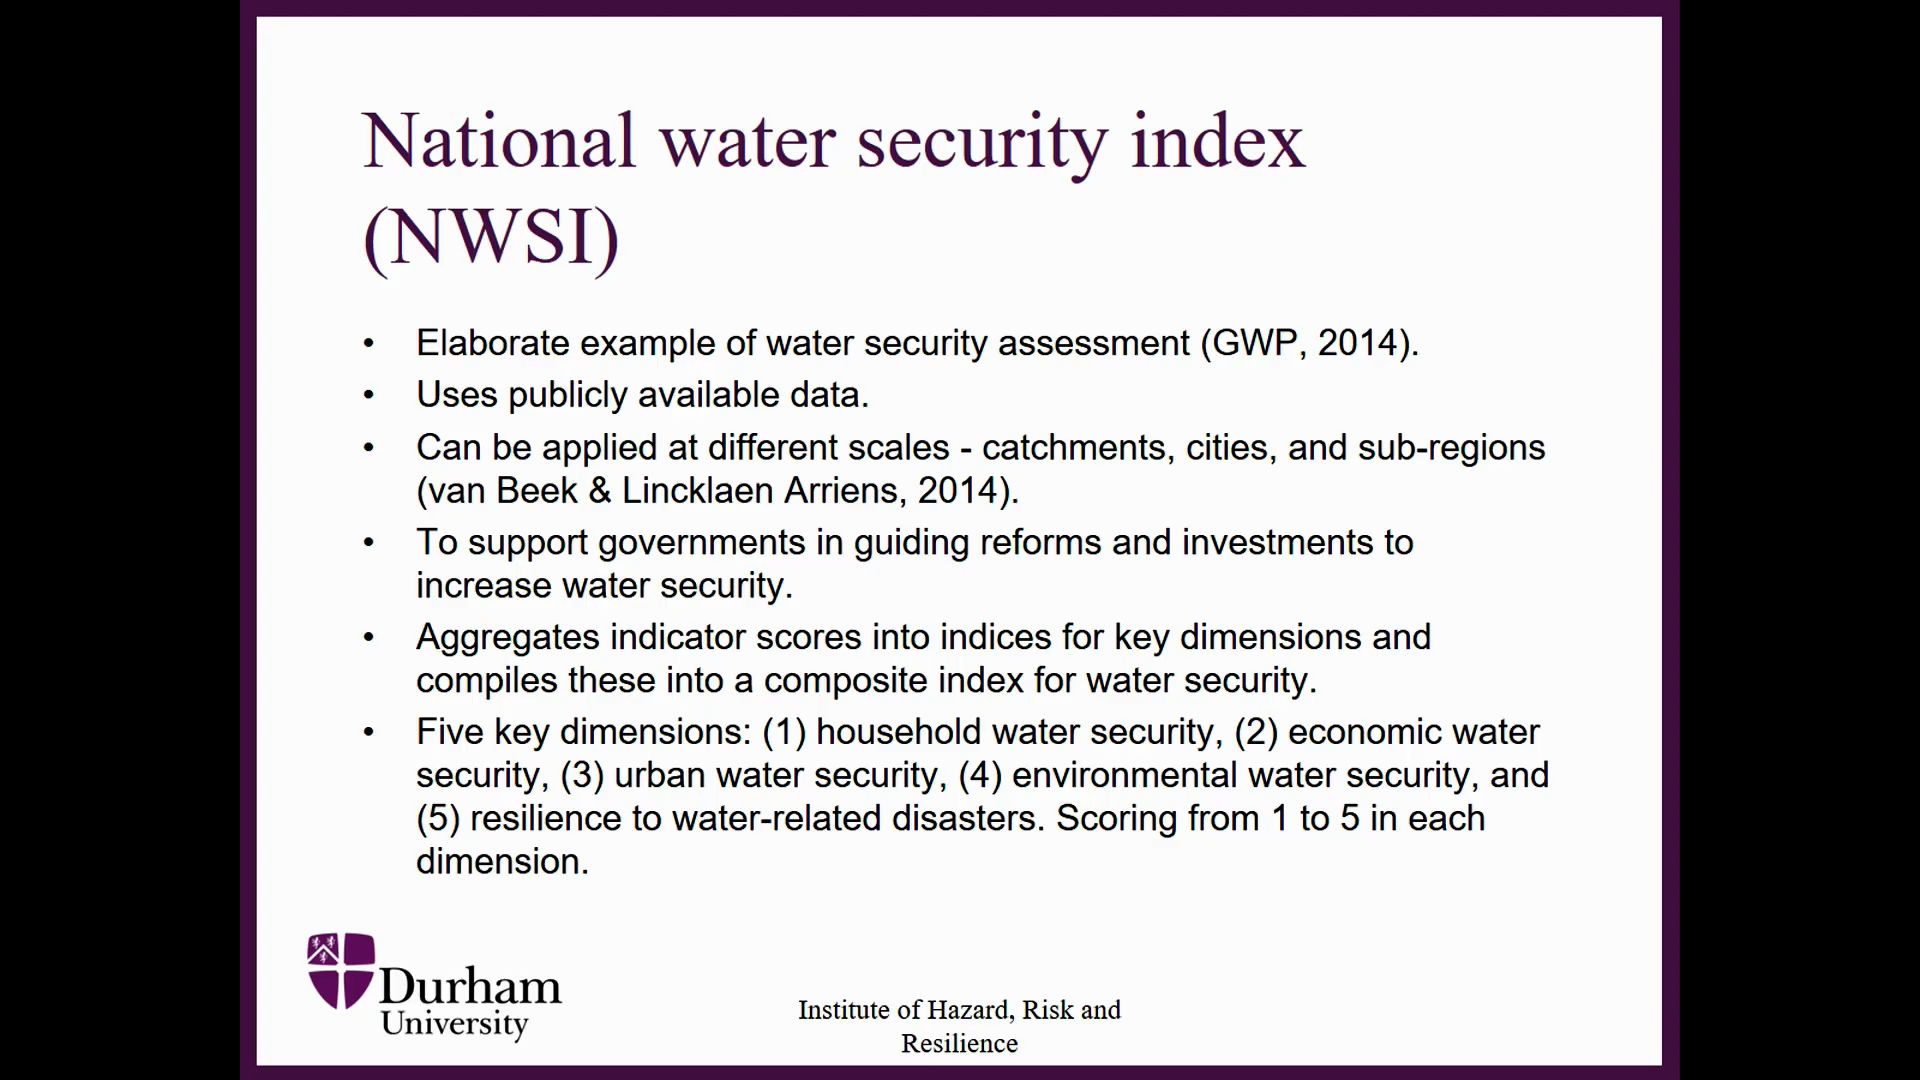 National water security index
(NWSI)
• Elaborate example of water security assessment (GWP, 2014).
• Uses publicly available data.
• Can be applied at different scales - catchments, cities, and sub-regions
(van Beek & Lincklaen Arriens, 2014).
• To support governments in guiding reforms and investments to
increase water security.
• Aggregates indicator scores into indices for key dimensions and
compiles these into a composite index for water security.
• Five key dimensions: (1) household water security, (2) economic water
security, (3) urban water security, (4) environmental water security, and
(5) resilience to water-related disasters. Scoring from 1 to 5 in each
dimension.
Durham
University
Institute of Hazard, Risk and
Resilience